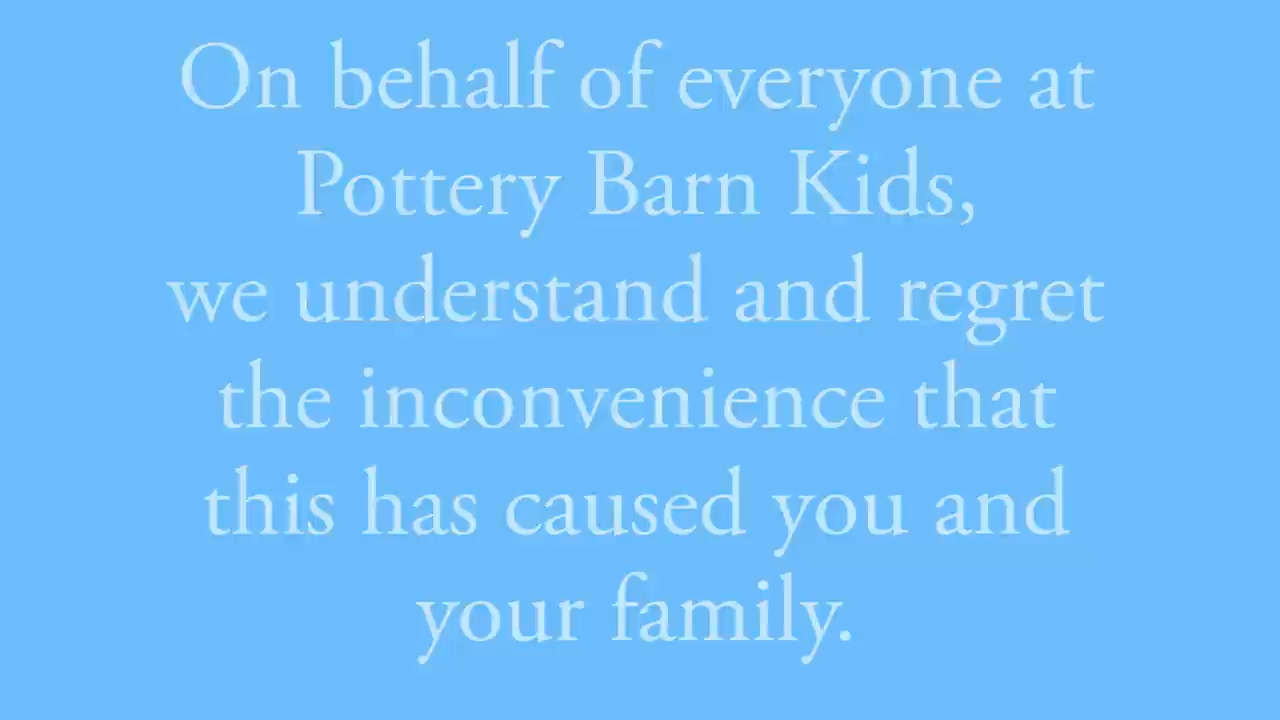 On behalf of everyone at
Pottery Barn Kids,
we understand and regret
the inconvenience that
this has caused you and
your family.